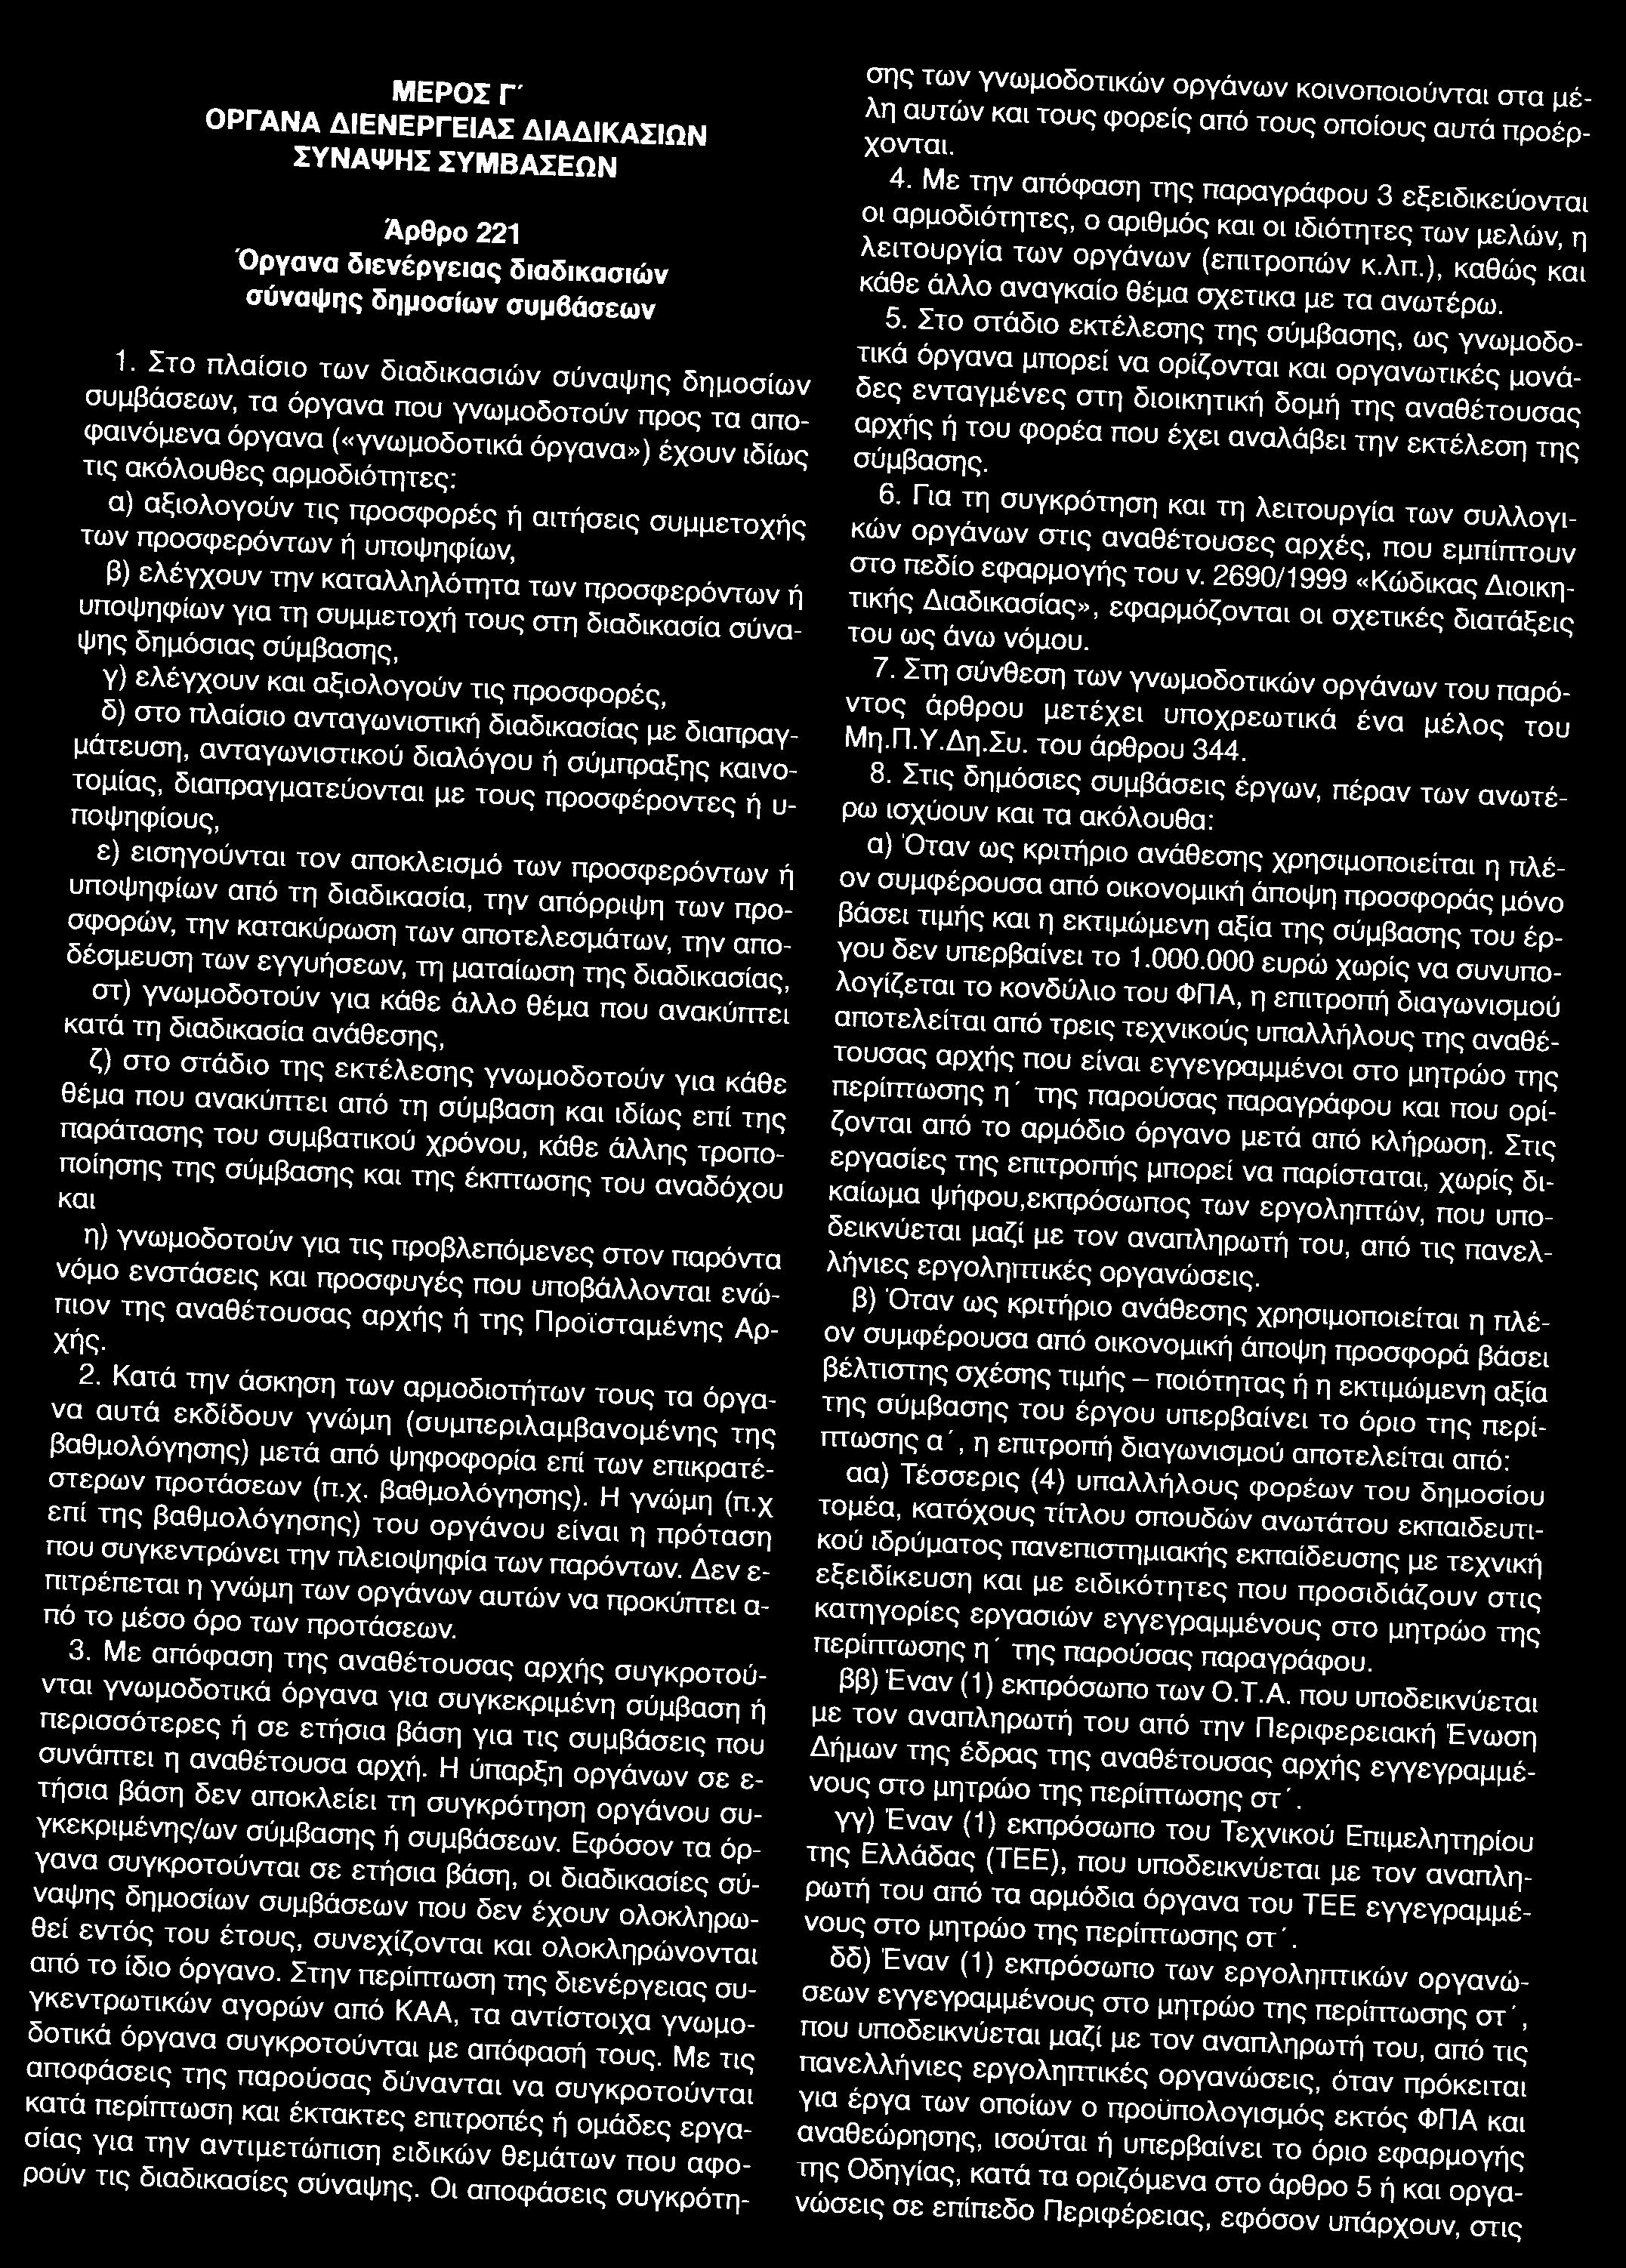 ΜΕΡΟΣ Γ΄
ΟΡΓΑΝΑ ΔΙΕΝΕΡΓΕΙΑΣ ΔΙΑΔΙΚΑΣΙΩΝ
ΣΥΝΑΨΗΣ ΣΥΜΒΑΣΕΩΝ
Άρθρο 221
Όργανα διενέργειας διαδικασιών
σύναψης δημοσίων συμβάσεων
1. Στο πλαίσιο των διαδικασιών σύναψης δημοσίων
συμβάσεων, τα όργανα που γνωμοδοτούν προς τα απο-
φαινόμενα όργανα («γνωμοδοτικά όργανα») έχουν ιδίως
τις ακόλουθες αρμοδιότητες:
α) αξιολογούν τις προσφορές ή αιτήσεις συμμετοχής
των προσφερόντων ή υποψηφίων,
β) ελέγχουν την καταλληλότητα των προσφερόντων ή
υποψηφίων για τη συμμετοχή τους στη διαδικασία σύνα-
ψης δημόσιας σύμβασης,
γ) ελέγχουν και αξιολογούν τις προσφορές,
δ) στο πλαίσιο ανταγωνιστική διαδικασίας με διαπραγ-
μάτευση, ανταγωνιστικού διαλόγου ή σύμπραξης καινο-
τομίας, διαπραγματεύονται με τους προσφέροντες ή υ-
ποψηφίους,
ε) εισηγούνται τον αποκλεισμό των προσφερόντων ή
υποψηφίων από τη διαδικασία, την απόρριψη των προ-
σφορών, την κατακύρωση των αποτελεσμάτων, την απο-
δέσμευση των εγγυήσεων, τη ματαίωση της διαδικασίας,
στ) γνωμοδοτούν για κάθε άλλο θέμα που ανακύπτει
κατά τη διαδικασία ανάθεσης,
ζ) στο στάδιο της εκτέλεσης γνωμοδοτούν για κάθε
θέμα που ανακύπτει από τη σύμβαση και ιδίως επί της
παράτασης του συμβατικού χρόνου, κάθε άλλης τροπο-
ποίησης της σύμβασης και της έκπτωσης του αναδόχου
και
η) γνωμοδοτούν για τις προβλεπόμενες στον παρόντα
νόμο ενστάσεις και προσφυγές που υποβάλλονται ενώ-
πιον της αναθέτουσας αρχής ή της Προϊσταμένης Αρ-
χής.
2. Κατά την άσκηση των αρμοδιοτήτων τους τα όργα-
να αυτά εκδίδουν γνώμη (συμπεριλαμβανομένης της
βαθμολόγησης) μετά από ψηφοφορία επί των επικρατέ-
στερων προτάσεων (π.χ. βαθμολόγησης). Η γνώμη (π.χ
επί της βαθμολόγησης) του οργάνου είναι η πρόταση
που συγκεντρώνει την πλειοψηφία των παρόντων. Δεν ε-
πιτρέπεται η γνώμη των οργάνων αυτών να προκύπτει α-
πό το μέσο όρο των προτάσεων.
3. Με απόφαση της αναθέτουσας αρχής συγκροτού-
νται γνωμοδοτικά όργανα για συγκεκριμένη σύμβαση ή
περισσότερες ή σε ετήσια βάση για τις συμβάσεις που
συνάπτει η αναθέτουσα αρχή. Η ύπαρξη οργάνων σε ε-
τήσια βάση δεν αποκλείει τη συγκρότηση οργάνου συ-
γκεκριμένης/ων σύμβασης ή συμβάσεων. Εφόσον τα όρ-
γανα συγκροτούνται σε ετήσια βάση, οι διαδικασίες σύ-
ναψης δημοσίων συμβάσεων που δεν έχουν ολοκληρω-
θεί εντός του έτους, συνεχίζονται και ολοκληρώνονται
από το ίδιο όργανο. Στην περίπτωση της διενέργειας συ-
γκεντρωτικών αγορών από ΚΑΑ, τα αντίστοιχα γνωμο-
δοτικά όργανα συγκροτούνται με απόφασή τους. Με τις
αποφάσεις της παρούσας δύνανται να συγκροτούνται
κατά περίπτωση και έκτακτες επιτροπές ή ομάδες εργα-
σίας για την αντιμετώπιση ειδικών θεμάτων που αφο-
ρούν τις διαδικασίες σύναψης. Οι αποφάσεις συγκρότη-
σης των γνωμοδοτικών οργάνων κοινοποιούνται στα μέ-
λη αυτών και τους φορείς από τους οποίους αυτά προέρ-
χονται.
4. Με την απόφαση της παραγράφου 3 εξειδικεύονται
οι αρμοδιότητες, ο αριθμός και οι ιδιότητες των μελών, η
λειτουργία των οργάνων (επιτροπών κ.λπ.), καθώς και
κάθε άλλο αναγκαίο θέμα σχετικα με τα ανωτέρω.
5. Στο στάδιο εκτέλεσης της σύμβασης, ως γνωμοδο-
τικά όργανα μπορεί να ορίζονται και οργανωτικές μονά-
δες ενταγμένες στη διοικητική δομή της αναθέτουσας
αρχής ή του φορέα που έχει αναλάβει την εκτέλεση της
σύμβασης.
6. Για τη συγκρότηση και τη λειτουργία των συλλογι-
κών οργάνων στις αναθέτουσες αρχές, που εμπίπτουν
στο πεδίο εφαρμογής του ν. 2690/1999 «Κώδικας Διοικη-
τικής Διαδικασίας», εφαρμόζονται οι σχετικές διατάξεις
του ως άνω νόμου.
7. Στη σύνθεση των γνωμοδοτικών οργάνων του παρό-
ντος άρθρου μετέχει υποχρεωτικά ένα μέλος του
Μη.Π.Υ.Δη.Συ. του άρθρου 344.
8. Στις δημόσιες συμβάσεις έργων, πέραν των ανωτέ-
ρω ισχύουν και τα ακόλουθα:
α) Όταν ως κριτήριο ανάθεσης χρησιμοποιείται η πλέ-
ον συμφέρουσα από οικονομική άποψη προσφοράς μόνο
βάσει τιμής και η εκτιμώμενη αξία της σύμβασης του έρ-
γου δεν υπερβαίνει το 1.000.000 ευρώ χωρίς να συνυπο-
λογίζεται το κονδύλιο του ΦΠΑ, η επιτροπή διαγωνισμού
αποτελείται από τρεις τεχνικούς υπαλλήλους της αναθέ-
τουσας αρχής που είναι εγγεγραμμένοι στο μητρώο της
περίπτωσης η΄ της παρούσας παραγράφου και που ορί-
ζονται από το αρμόδιο όργανο μετά από κλήρωση. Στις
εργασίες της επιτροπής μπορεί να παρίσταται, χωρίς δι-
καίωμα ψήφου,εκπρόσωπος των εργοληπτών, που υπο-
δεικνύεται μαζί με τον αναπληρωτή του, από τις πανελ-
λήνιες εργοληπτικές οργανώσεις.
β) Όταν ως κριτήριο ανάθεσης χρησιμοποιείται η πλέ-
ον συμφέρουσα από οικονομική άποψη προσφορά βάσει
βέλτιστης σχέσης τιμής – ποιότητας ή η εκτιμώμενη αξία
της σύμβασης του έργου υπερβαίνει το όριο της περί-
πτωσης α΄, η επιτροπή διαγωνισμού αποτελείται από:
αα) Τέσσερις (4) υπαλλήλους φορέων του δημοσίου
τομέα, κατόχους τίτλου σπουδών ανωτάτου εκπαιδευτι-
κού ιδρύματος πανεπιστημιακής εκπαίδευσης με τεχνική
εξειδίκευση και με ειδικότητες που προσιδιάζουν στις
κατηγορίες εργασιών εγγεγραμμένους στο μητρώο της
περίπτωσης η΄ της παρούσας παραγράφου.
ββ) Έναν (1) εκπρόσωπο των Ο.Τ.Α. που υποδεικνύεται
με τον αναπληρωτή του από την Περιφερειακή Ένωση
Δήμων της έδρας της αναθέτουσας αρχής εγγεγραμμέ-
νους στο μητρώο της περίπτωσης στ΄.
γγ) Έναν (1) εκπρόσωπο του Τεχνικού Επιμελητηρίου
της Ελλάδας (ΤΕΕ), που υποδεικνύεται με τον αναπλη-
ρωτή του από τα αρμόδια όργανα του ΤΕΕ εγγεγραμμέ-
νους στο μητρώο της περίπτωσης στ΄.
δδ) Έναν (1) εκπρόσωπο των εργοληπτικών οργανώ-
σεων εγγεγραμμένους στο μητρώο της περίπτωσης στ΄,
που υποδεικνύεται μαζί με τον αναπληρωτή του, από τις
πανελλήνιες εργοληπτικές οργανώσεις, όταν πρόκειται
για έργα των οποίων ο προϋπολογισμός εκτός ΦΠΑ και
αναθεώρησης, ισούται ή υπερβαίνει το όριο εφαρμογής
της Οδηγίας, κατά τα οριζόμενα στο άρθρο 5 ή και οργα-
νώσεις σε επίπεδο Περιφέρειας, εφόσον υπάρχουν, στις